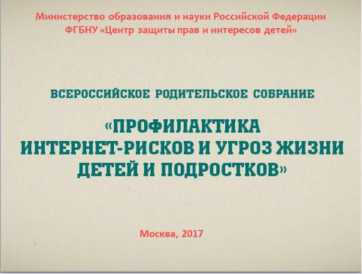 Министерство образования и науки Российской Федерации
ФГБНУ «Центр защиты прав и интересов детей»
ВСЕРОССИЙСКОЕ РОДИТЕЛЬСКОЕ СОБРАНИЕ
«ПРОФИЛАКТИКА
ИНТЕРНЕТ-РИСКОВ И УГРОЗ ЖИЗНИ
ДЕТЕЙ И ПОДРОСТКОВ»
Москва, 2017